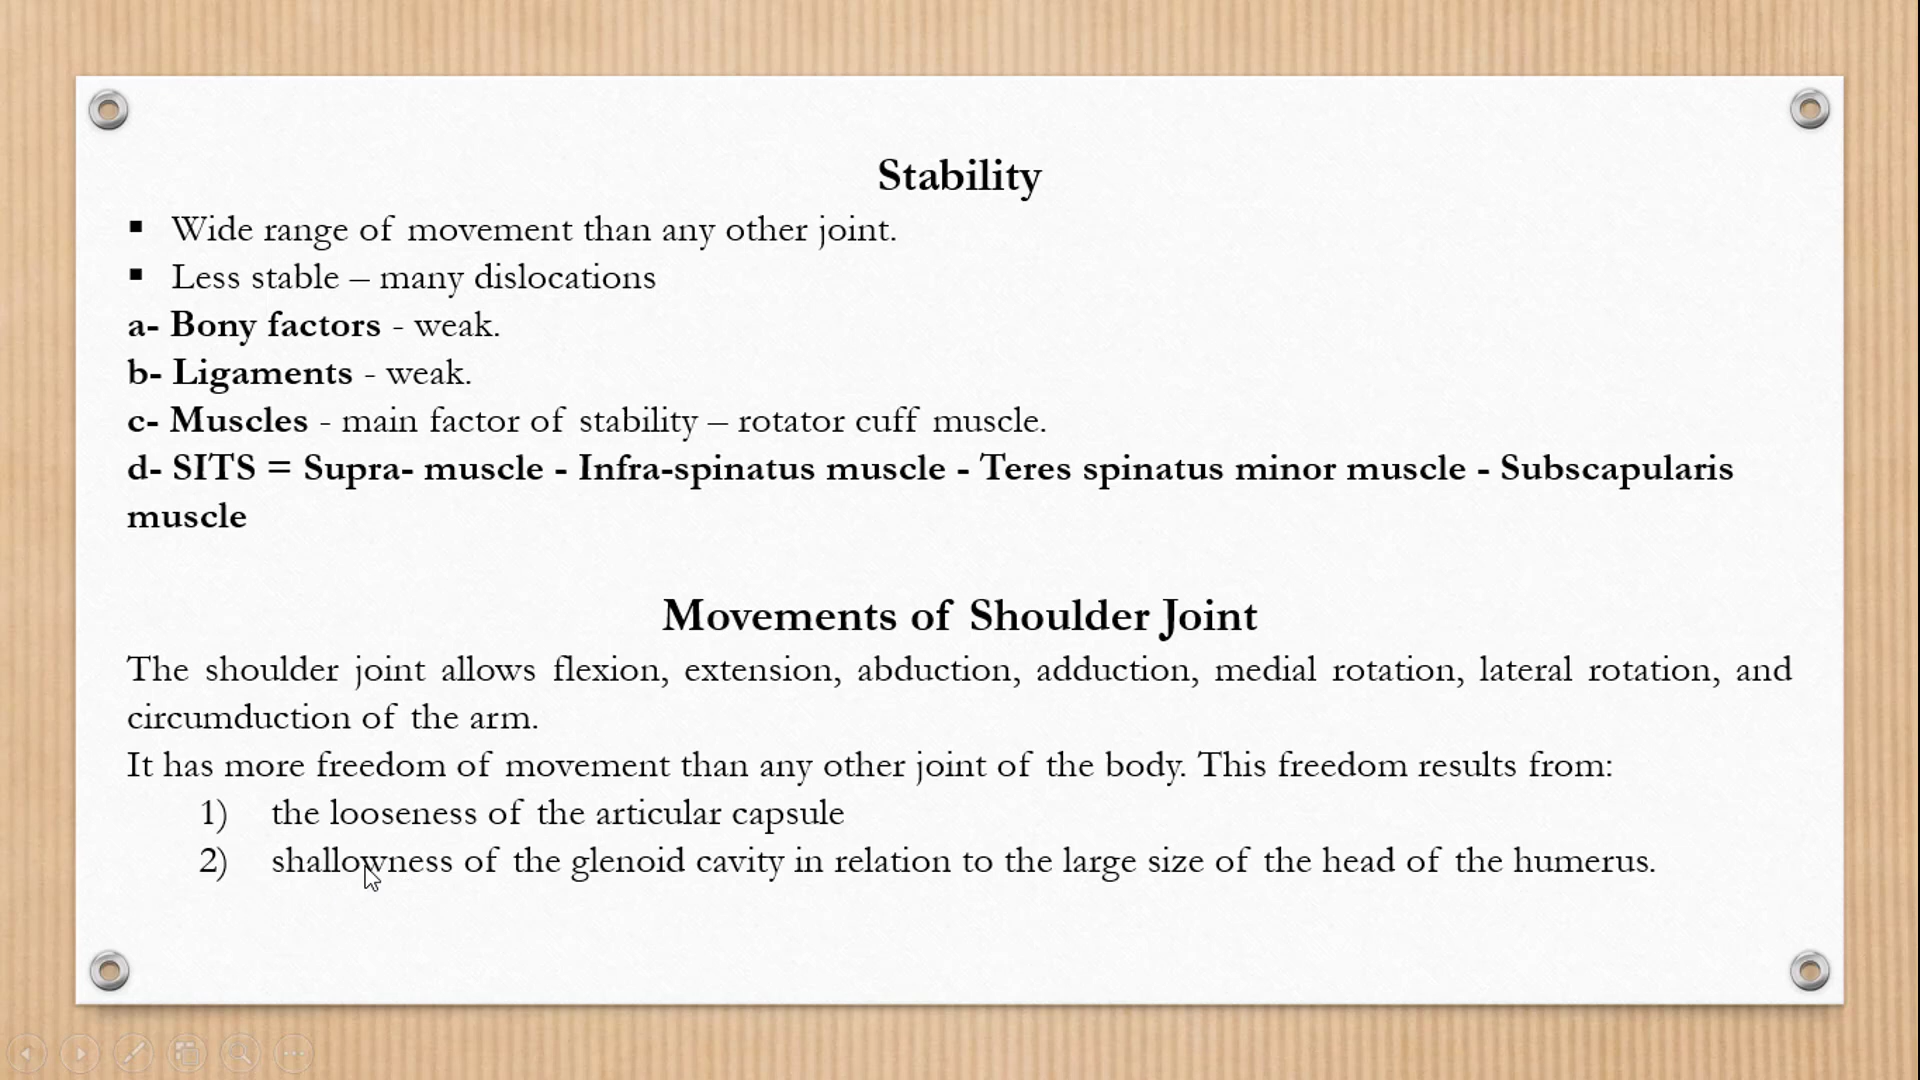 Stability
▪ Wide range of movement than any other joint.
▪ Less stable – many dislocations
a- Bony factors - weak.
b- Ligaments - weak.
c- Muscles - main factor of stability – rotator cuff muscle.
d- SITS = Supra- muscle - Infra-spinatus muscle - Teres spinatus minor muscle - Subscapularis
muscle
Movements of Shoulder Joint
The shoulder joint allows flexion, extension, abduction, adduction, medial rotation, lateral rotation, and
circumduction of the arm.
It has more freedom of movement than any other joint of the body. This freedom results from:
1) the looseness of the articular capsule
2) shallowness of the glenoid cavity in relation to the large size of the head of the humerus.